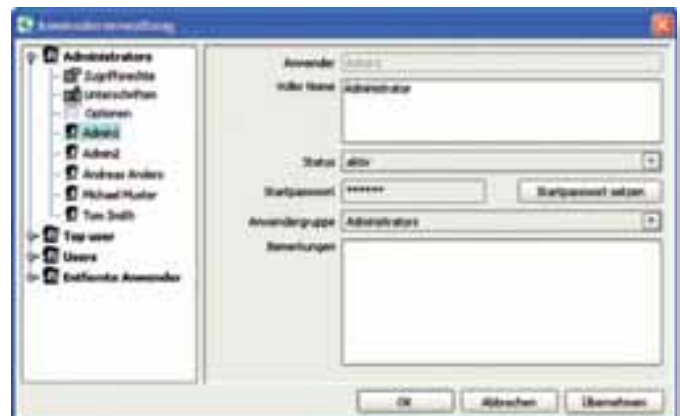 Anwenderverwaltung
Administrators
Zugriffsrechte
Unterschriften
Optionen
Admin1
Admin2
Andreas Anders
Michael Muster
Tom Smith
Top user
Users
Entfernte Anwender
Anwender Admin1
Voller Name Administrator
Status aktiv
Startpasswort ******* Startpasswort setzen
Anwendergruppe Administrators
Bemerkungen
OK Abbrechen Übernehmen